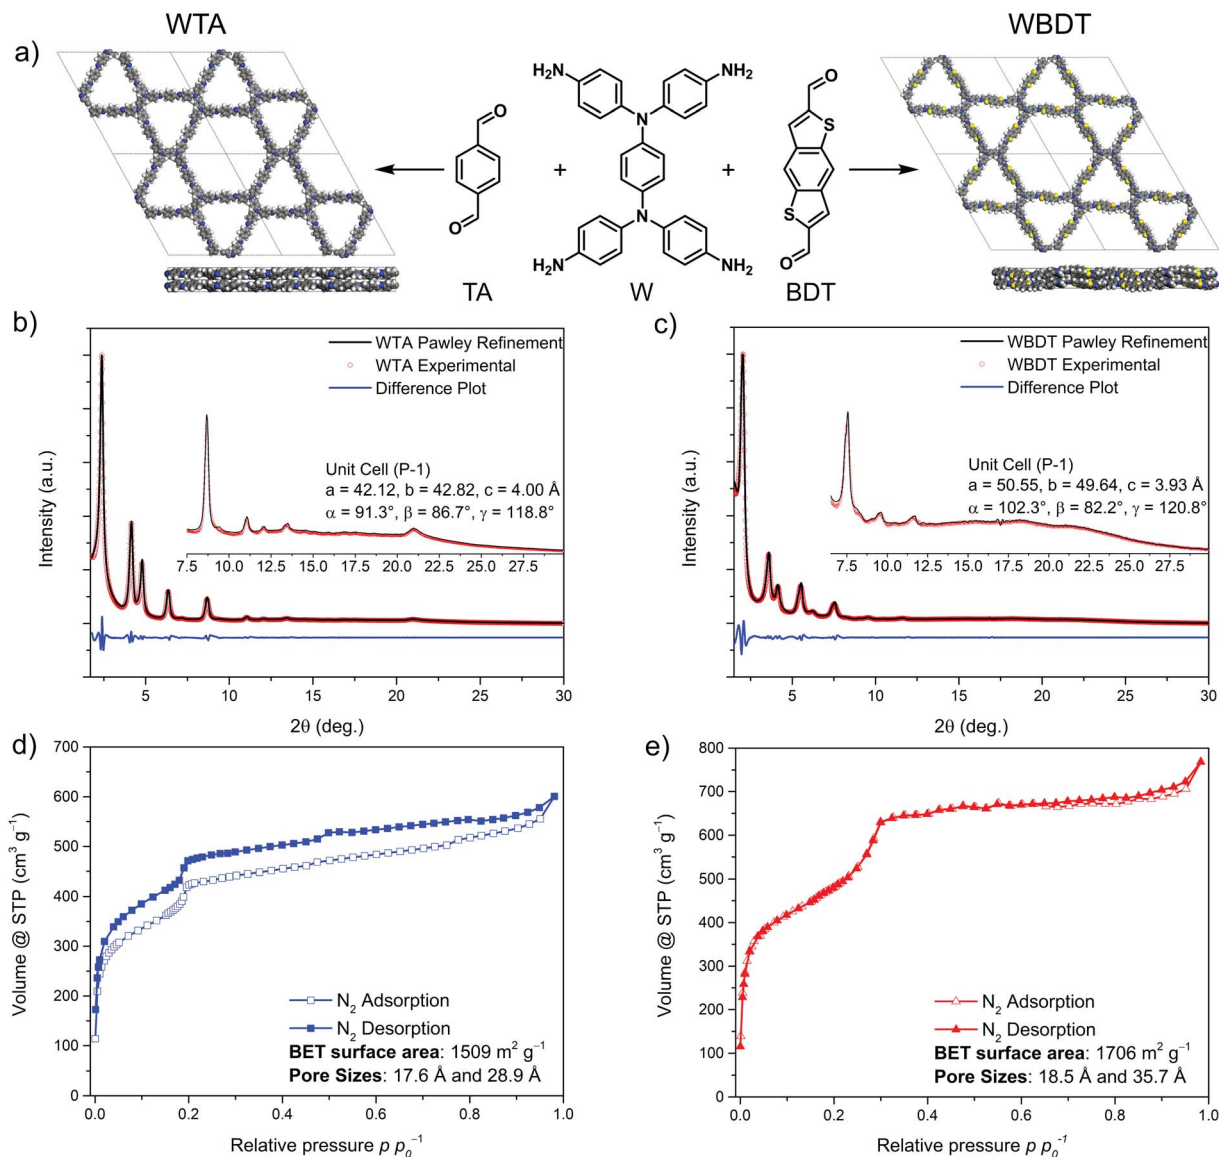 WTA
WBDT
a)
H2N
NH2
O
N
S
+
+
N
S
O
H2N
NH2
O
O
TA
W
BDT
b)
WTA Pawley Refinement
WTA Experimental
Difference Plot
Unit Cell (P-1)
a = 42.12, b = 42.82, c = 4.00 Å
α = 91.3°, β = 86.7°, γ = 118.8°
7.5 10.0 12.5 15.0 17.5 20.0 22.5 25.0 27.5
Intensity (a.u.)
5 10 15 20 25 30
2θ (deg.)
c)
WBDT Pawley Refinement
WBDT Experimental
Difference Plot
Unit Cell (P-1)
a = 50.55, b = 49.64, c = 3.93 Å
α = 102.3°, β = 82.2°, γ = 120.8°
7.5 10.0 12.5 15.0 17.5 20.0 22.5 25.0 27.5
Intensity (a.u.)
5 10 15 20 25 30
2θ (deg.)
d)
700
600
500
400
300
200
100
0
Volume @ STP (cm³ g⁻¹)
N₂ Adsorption
N₂ Desorption
BET surface area: 1509 m² g⁻¹
Pore Sizes: 17.6 Å and 28.9 Å
0.0 0.2 0.4 0.6 0.8 1.0
Relative pressure p p₀⁻¹
e)
800
700
600
500
400
300
200
100
0
Volume @ STP (cm³ g⁻¹)
N₂ Adsorption
N₂ Desorption
BET surface area: 1706 m² g⁻¹
Pore Sizes: 18.5 Å and 35.7 Å
0.0 0.2 0.4 0.6 0.8 1.0
Relative pressure p p₀⁻¹